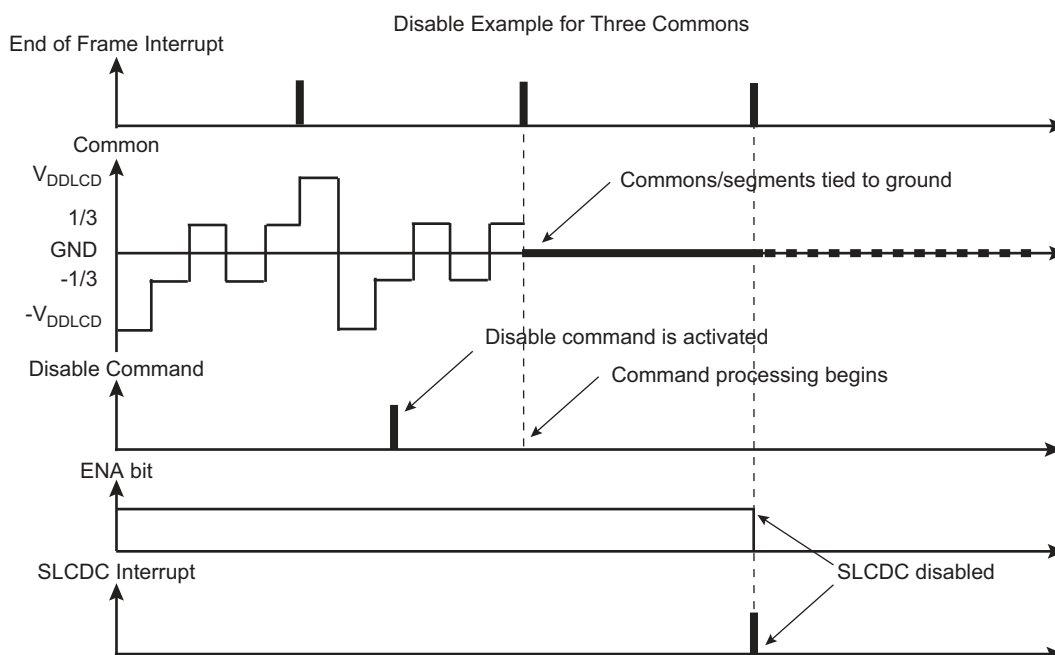 Disable Example for Three Commons
End of Frame Interrupt
Common
VDDLCD
1/3
GND
-1/3
-VDDLCD
Commons/segments tied to ground
Disable command is activated
Disable Command
Command processing begins
ENA bit
SLCDC Interrupt
SLCDC disabled